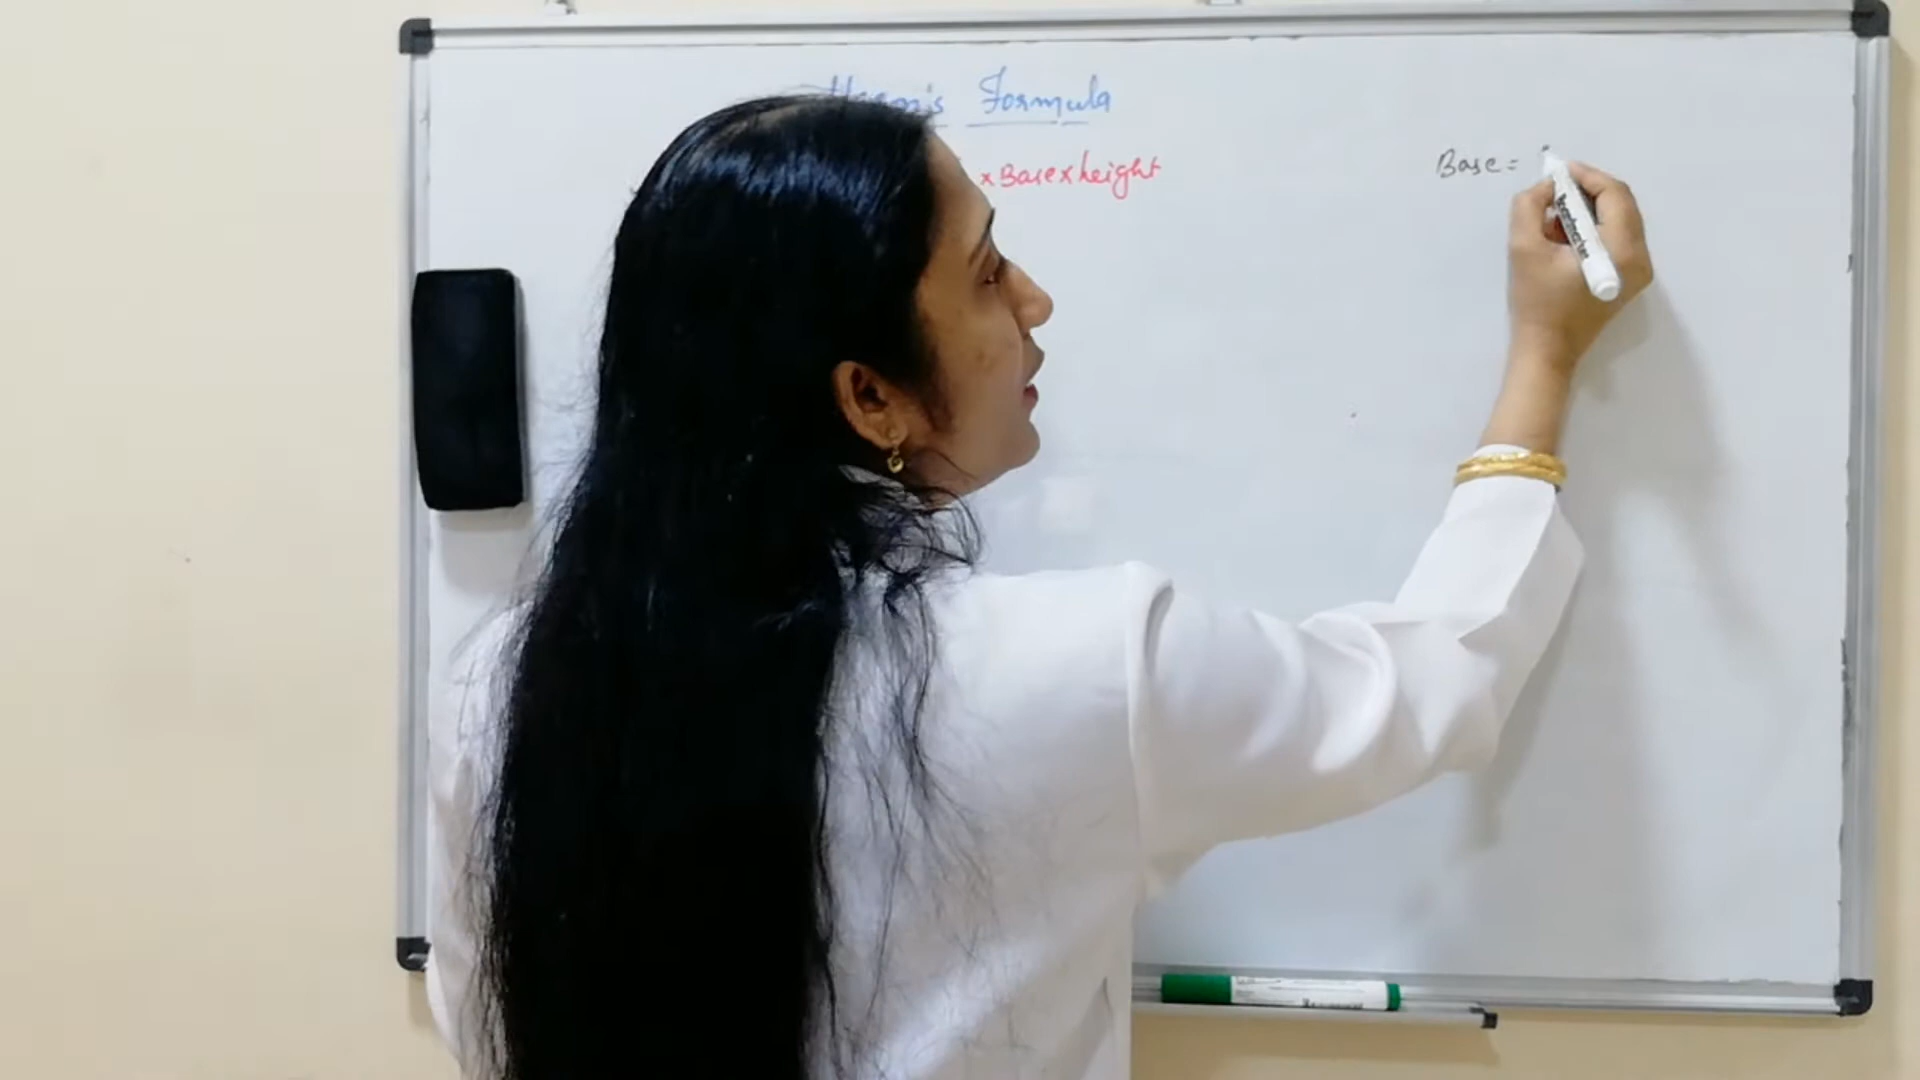 Heron's Formula
×Base×height
Base =